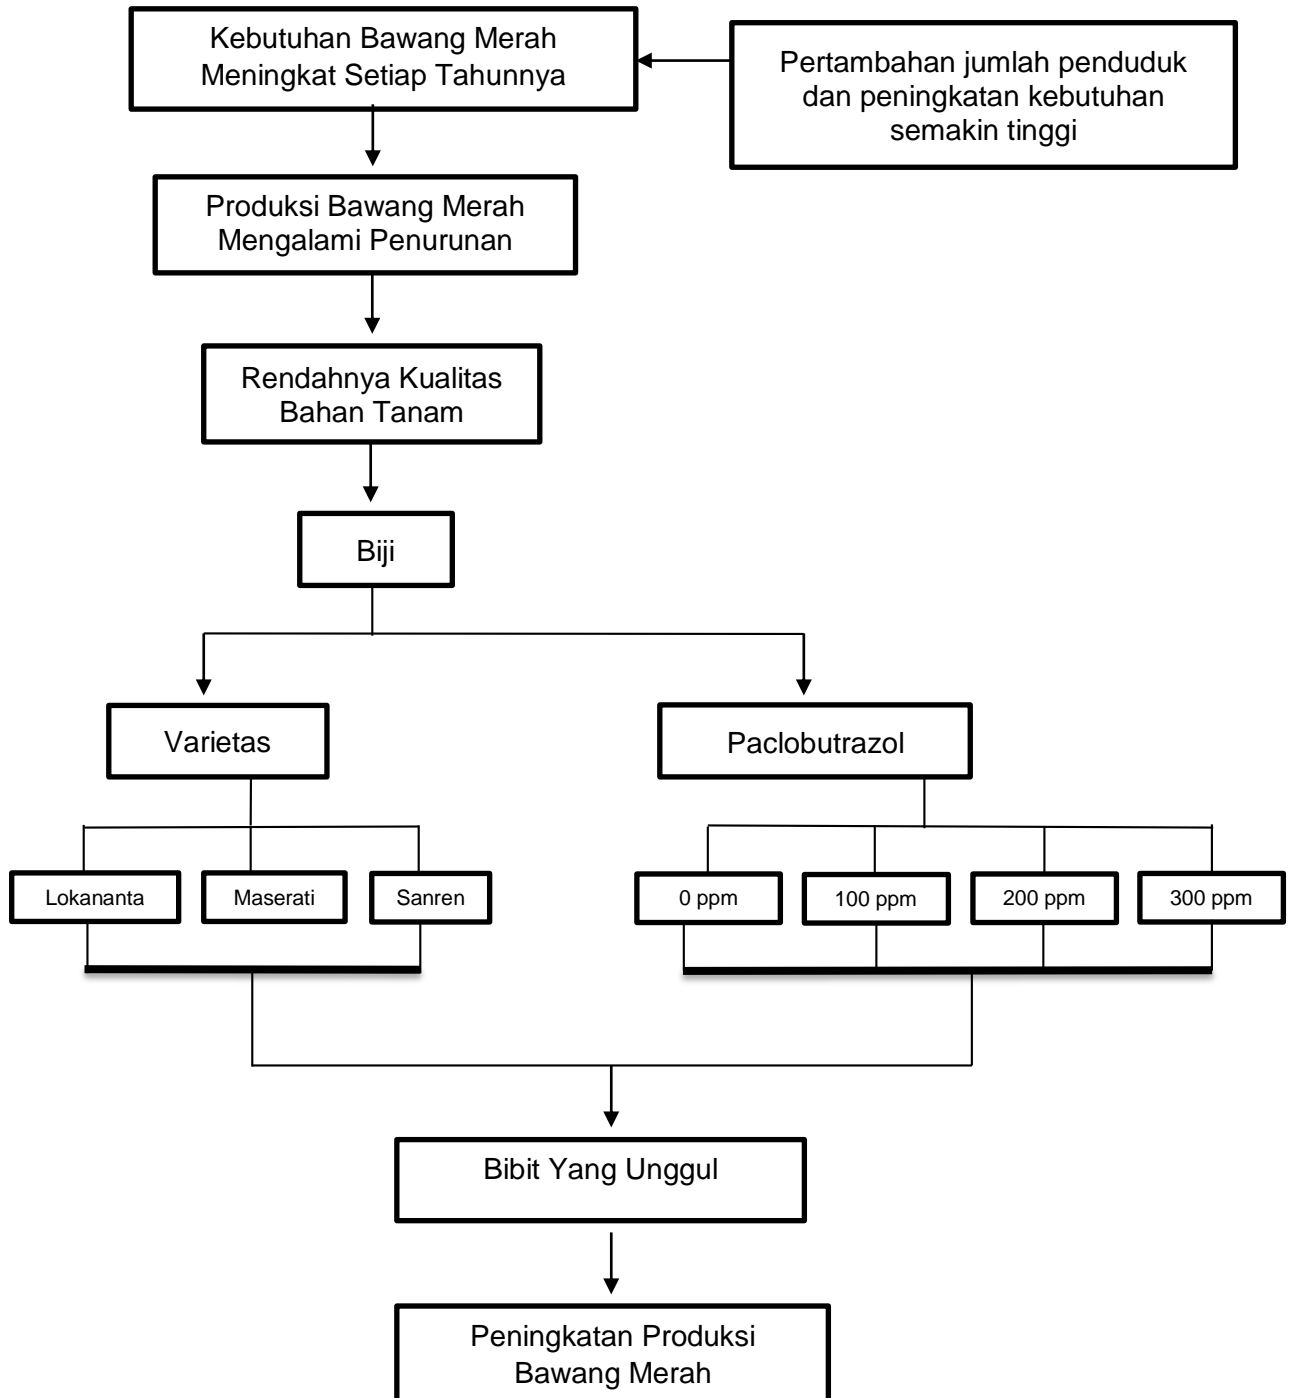 Kebutuhan Bawang Merah
Meningkat Setiap Tahunnya
Pertambahan jumlah penduduk
dan peningkatan kebutuhan
semakin tinggi
Produksi Bawang Merah
Mengalami Penurunan
Rendahnya Kualitas
Bahan Tanam
Biji
Varietas
Paclobutrazol
Lokananta
Maserati
Sanren
0 ppm
100 ppm
200 ppm
300 ppm
Bibit Yang Unggul
Peningkatan Produksi
Bawang Merah